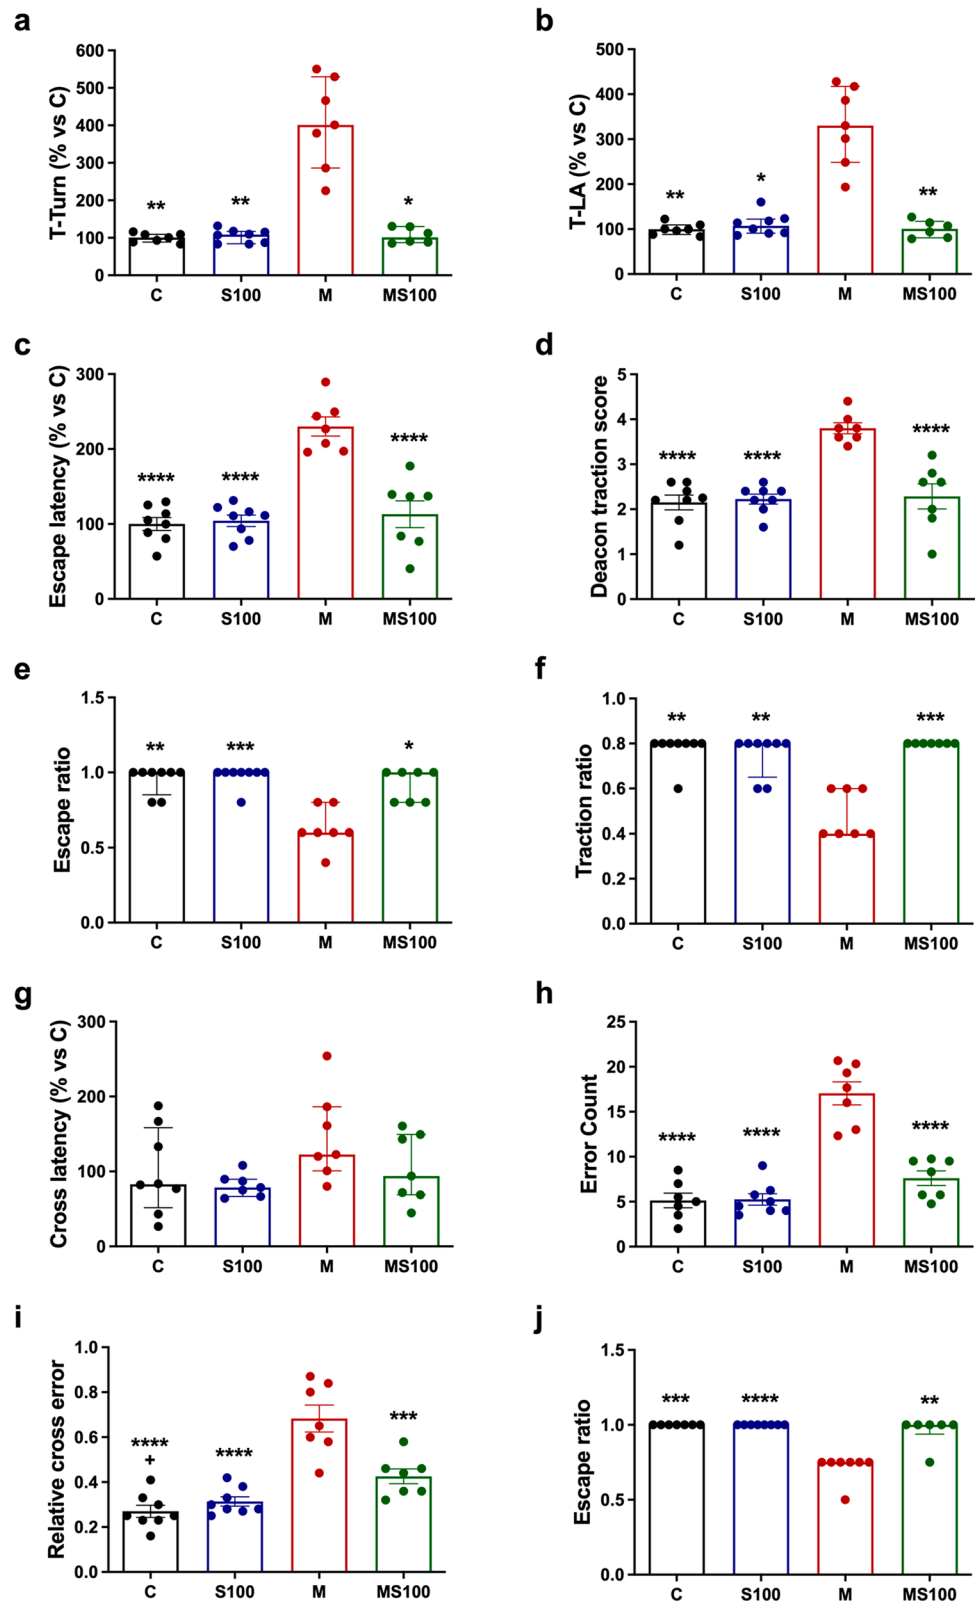 a
T-Turn (% vs C)
600
500
400
300
200
100
0
** ** *
C S100 M MS100
b
T-LA (% vs C)
500
400
300
200
100
0
** * **
C S100 M MS100
c
Escape latency (% vs C)
300
200
100
0
**** **** ****
C S100 M MS100
d
Deacon traction score
5
4
3
2
1
0
**** **** ****
C S100 M MS100
e
Escape ratio
1.5
1.0
0.5
0.0
** *** *
C S100 M MS100
f
Traction ratio
1.0
0.8
0.6
0.4
0.2
0.0
** ** ***
C S100 M MS100
g
Cross latency (% vs C)
300
200
100
0
C S100 M MS100
h
Error Count
25
20
15
10
5
0
**** **** ****
C S100 M MS100
i
Relative cross error
1.0
0.8
0.6
0.4
0.2
0.0
**** **** ***
+
C S100 M MS100
j
Escape ratio
1.5
1.0
0.5
0.0
*** **** **
C S100 M MS100